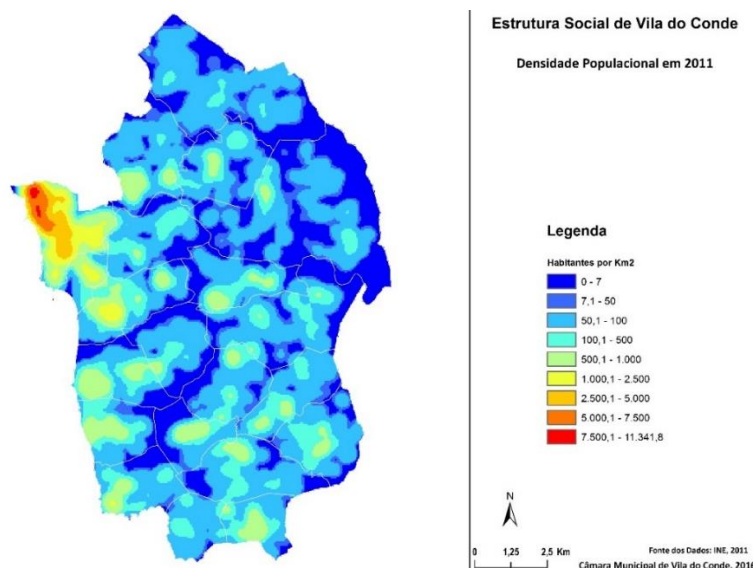 Estrutura Social de Vila do Conde
Densidade Populacional em 2011
Legenda
Habitantes por Km2
0 - 7
7,1 - 50
50,1 - 100
100,1 - 500
500,1 - 1.000
1.000,1 - 2.500
2.500,1 - 5.000
5.000,1 - 7.500
7.500,1 - 11.341,8
N
0 1,25 2,5 Km
Fonte dos Dados: INE, 2011
Câmara Municipal de Vila do Conde, 2016